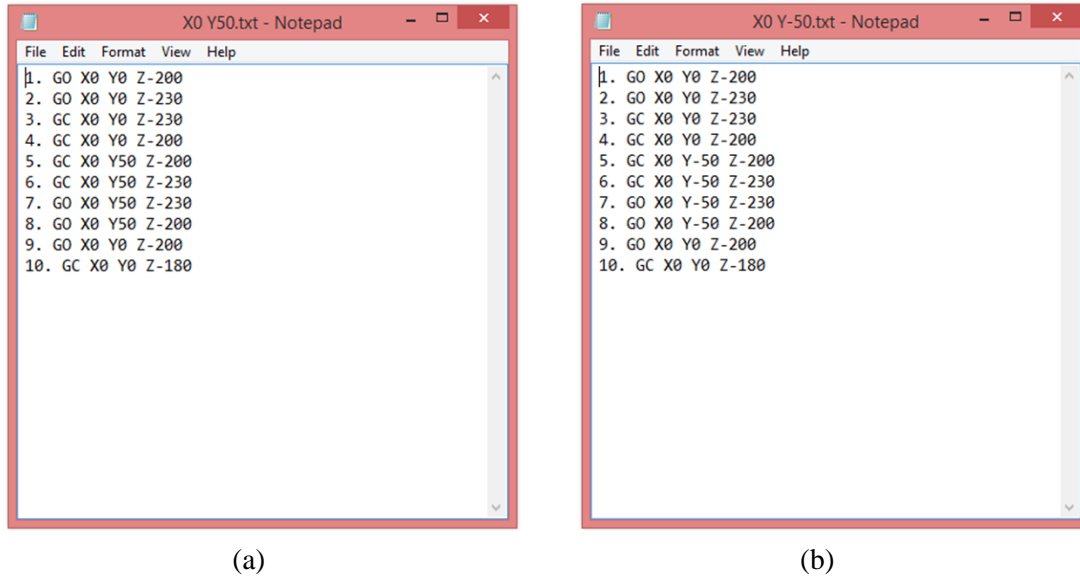 X0 Y50.txt - Notepad
File Edit Format View Help
1. GO X0 Y0 Z-200
2. GO X0 Y0 Z-230
3. GC X0 Y0 Z-230
4. GC X0 Y0 Z-200
5. GC X0 Y50 Z-200
6. GC X0 Y50 Z-230
7. GO X0 Y50 Z-230
8. GO X0 Y50 Z-200
9. GO X0 Y0 Z-200
10. GC X0 Y0 Z-180
(a)
X0 Y-50.txt - Notepad
File Edit Format View Help
1. GO X0 Y0 Z-200
2. GO X0 Y0 Z-230
3. GC X0 Y0 Z-230
4. GC X0 Y0 Z-200
5. GC X0 Y-50 Z-200
6. GC X0 Y-50 Z-230
7. GO X0 Y-50 Z-230
8. GO X0 Y-50 Z-200
9. GO X0 Y0 Z-200
10. GC X0 Y0 Z-180
(b)